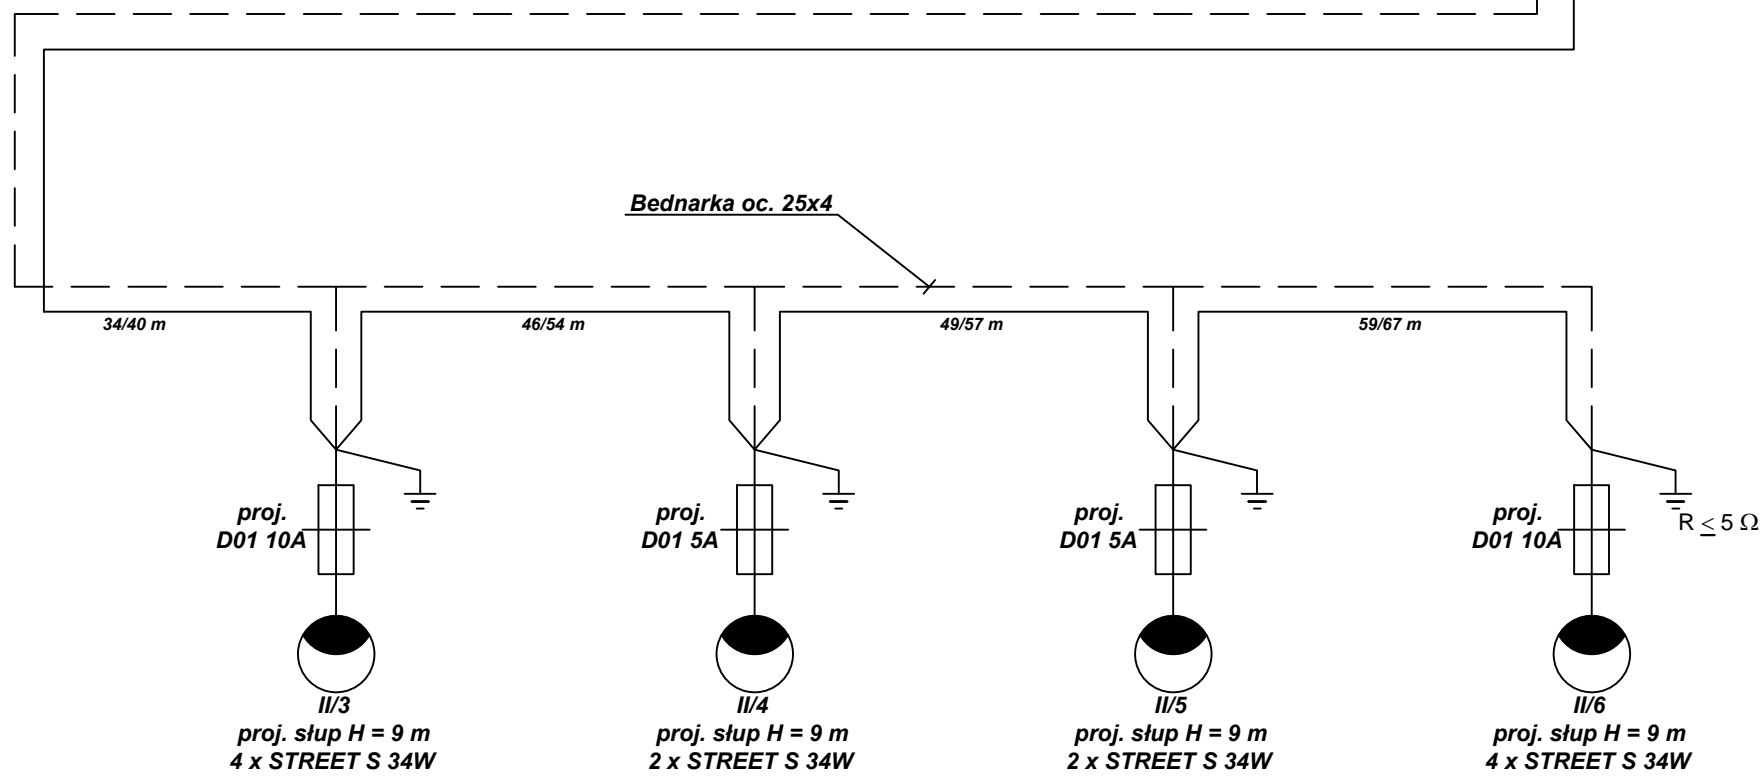 Bednarka oc. 25x4
34/40 m
46/54 m
49/57 m
59/67 m
proj.
D01 10A
proj.
D01 5A
proj.
D01 5A
proj.
D01 10A
R ≤ 5 Ω
II/3
proj. słup H = 9 m
4 x STREET S 34W
II/4
proj. słup H = 9 m
2 x STREET S 34W
II/5
proj. słup H = 9 m
2 x STREET S 34W
II/6
proj. słup H = 9 m
4 x STREET S 34W